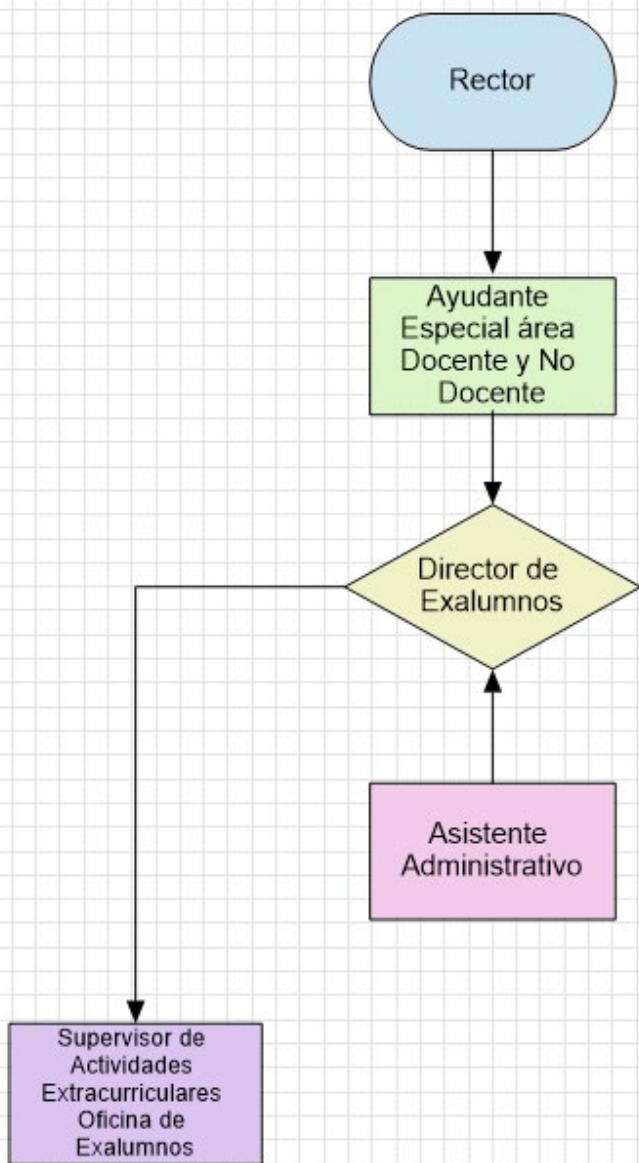 Rector
Ayudante
Especial área
Docente y No
Docente
Director de
Exalumnos
Asistente
Administrativo
Supervisor de
Actividades
Extracurriculares
Oficina de
Exalumnos